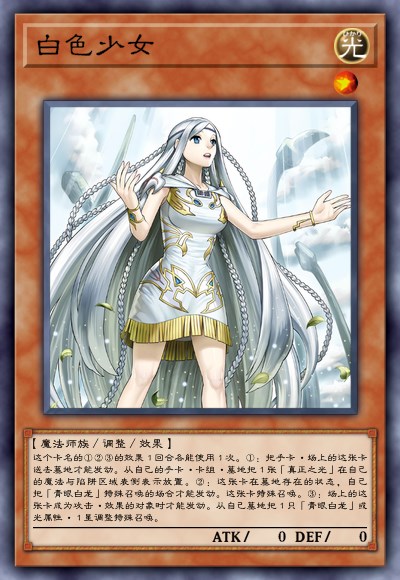 白色少女
ひかり
光
【魔法师族／调整／效果】
这个卡名的①②③的效果1回合各能使用1次。①：把手卡・场上的这张卡
送去墓地才能发动。从自己的手卡・卡组・墓地把1张「真正之光」在自己
的魔法与陷阱区域表侧表示放置。②：这张卡在墓地存在的状态，自己
把「青眼白龙」特殊召唤的场合才能发动。这张卡特殊召唤。③：场上的这
张卡成为攻击・效果的对象时才能发动。从自己墓地把1只「青眼白龙」或
光属性・1星调整特殊召唤。
ATK／ 0 DEF／ 0